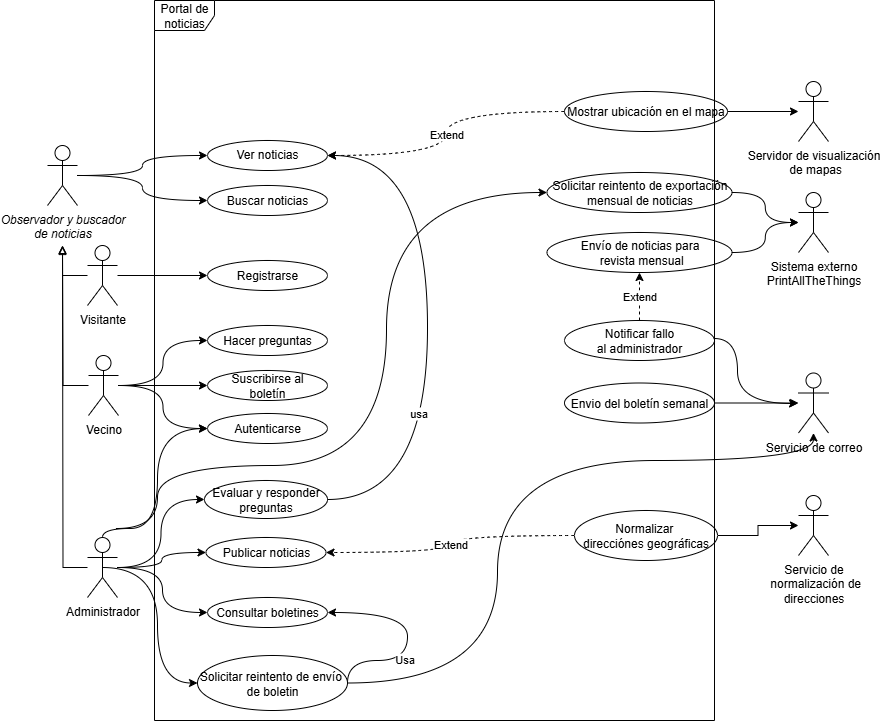 Portal de
noticias
Mostrar ubicación en el mapa
Extend
Ver noticias
Servidor de visualización
de mapas
Buscar noticias
Solicitar reintento de exportación
mensual de noticias
Observador y buscador
de noticias
Envío de noticias para
revista mensual
Sistema externo
PrintAllTheThings
Registrarse
Extend
Visitante
Hacer preguntas
Notificar fallo
al administrador
Suscribirse al
boletín
Envio del boletín semanal
usa
Vecino
Autenticarse
Servicio de correo
Evaluar y responder
preguntas
Normalizar
direcciónes geográficas
Extend
Publicar noticias
Servicio de
normalización de
direcciones
Administrador
Consultar boletines
Usa
Solicitar reintento de envío
de boletin